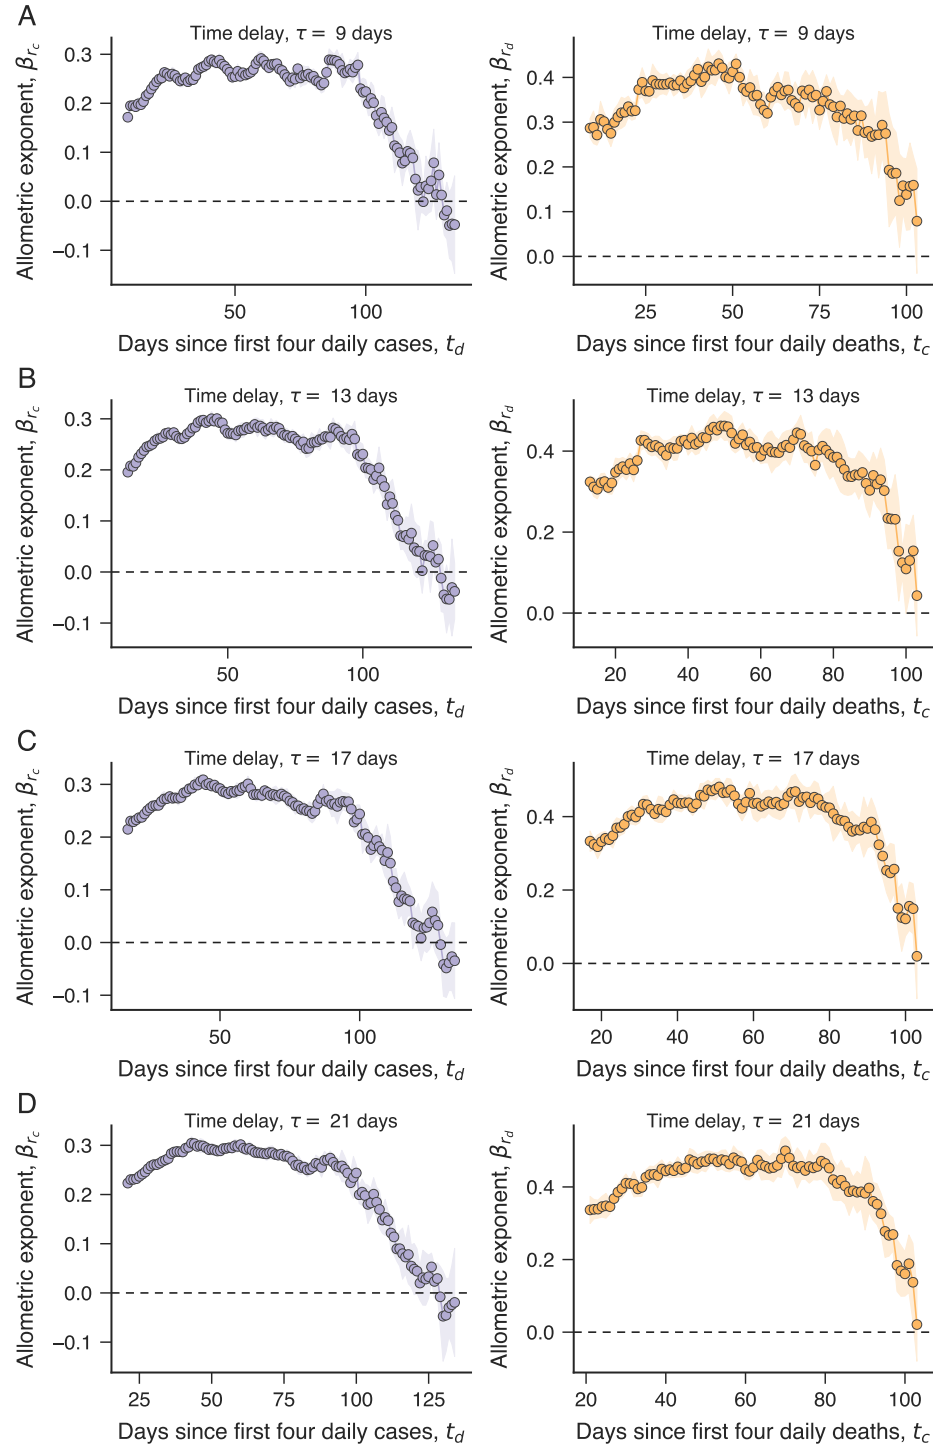 A
Time delay, τ = 9 days
Allometric exponent, β_{r_c}
0.3
0.2
0.1
0.0
−0.1
50
100
Days since first four daily cases, t_d
Time delay, τ = 9 days
Allometric exponent, β_{r_d}
0.4
0.3
0.2
0.1
0.0
25
50
75
100
Days since first four daily deaths, t_c
B
Time delay, τ = 13 days
Allometric exponent, β_{r_c}
0.3
0.2
0.1
0.0
−0.1
50
100
Days since first four daily cases, t_d
Time delay, τ = 13 days
Allometric exponent, β_{r_d}
0.4
0.2
0.0
20
40
60
80
100
Days since first four daily deaths, t_c
C
Time delay, τ = 17 days
Allometric exponent, β_{r_c}
0.3
0.2
0.1
0.0
−0.1
50
100
Days since first four daily cases, t_d
Time delay, τ = 17 days
Allometric exponent, β_{r_d}
0.4
0.2
0.0
20
40
60
80
100
Days since first four daily deaths, t_c
D
Time delay, τ = 21 days
Allometric exponent, β_{r_c}
0.3
0.2
0.1
0.0
−0.1
25
50
75
100
125
Days since first four daily cases, t_d
Time delay, τ = 21 days
Allometric exponent, β_{r_d}
0.4
0.2
0.0
20
40
60
80
100
Days since first four daily deaths, t_c